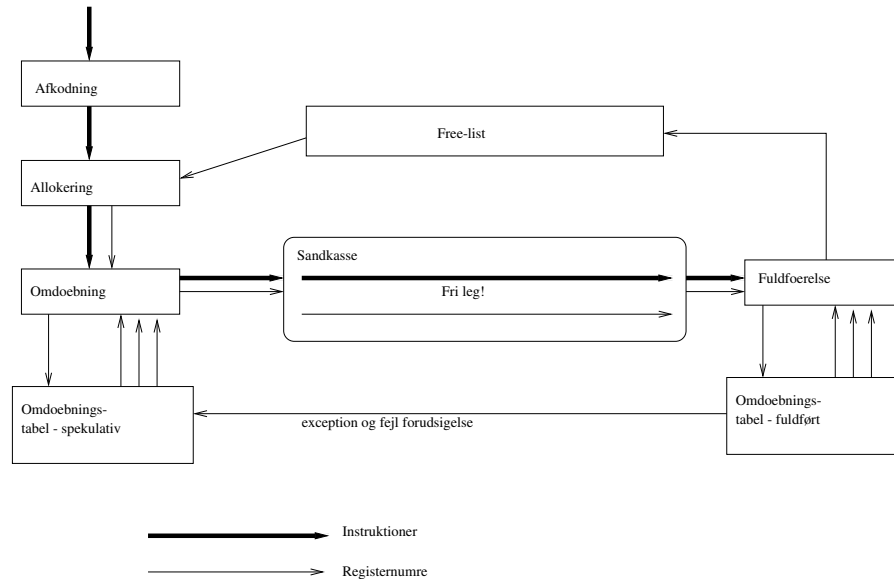 Afkodning
Free-list
Allokering
Sandkasse
Omdoebning
Fri leg!
Fuldfoerelse
Omdoebnings-
tabel - spekulativ
exception og fejl forudsigelse
Omdoebnings-
tabel - fuldført
Instruktioner
Registernumre